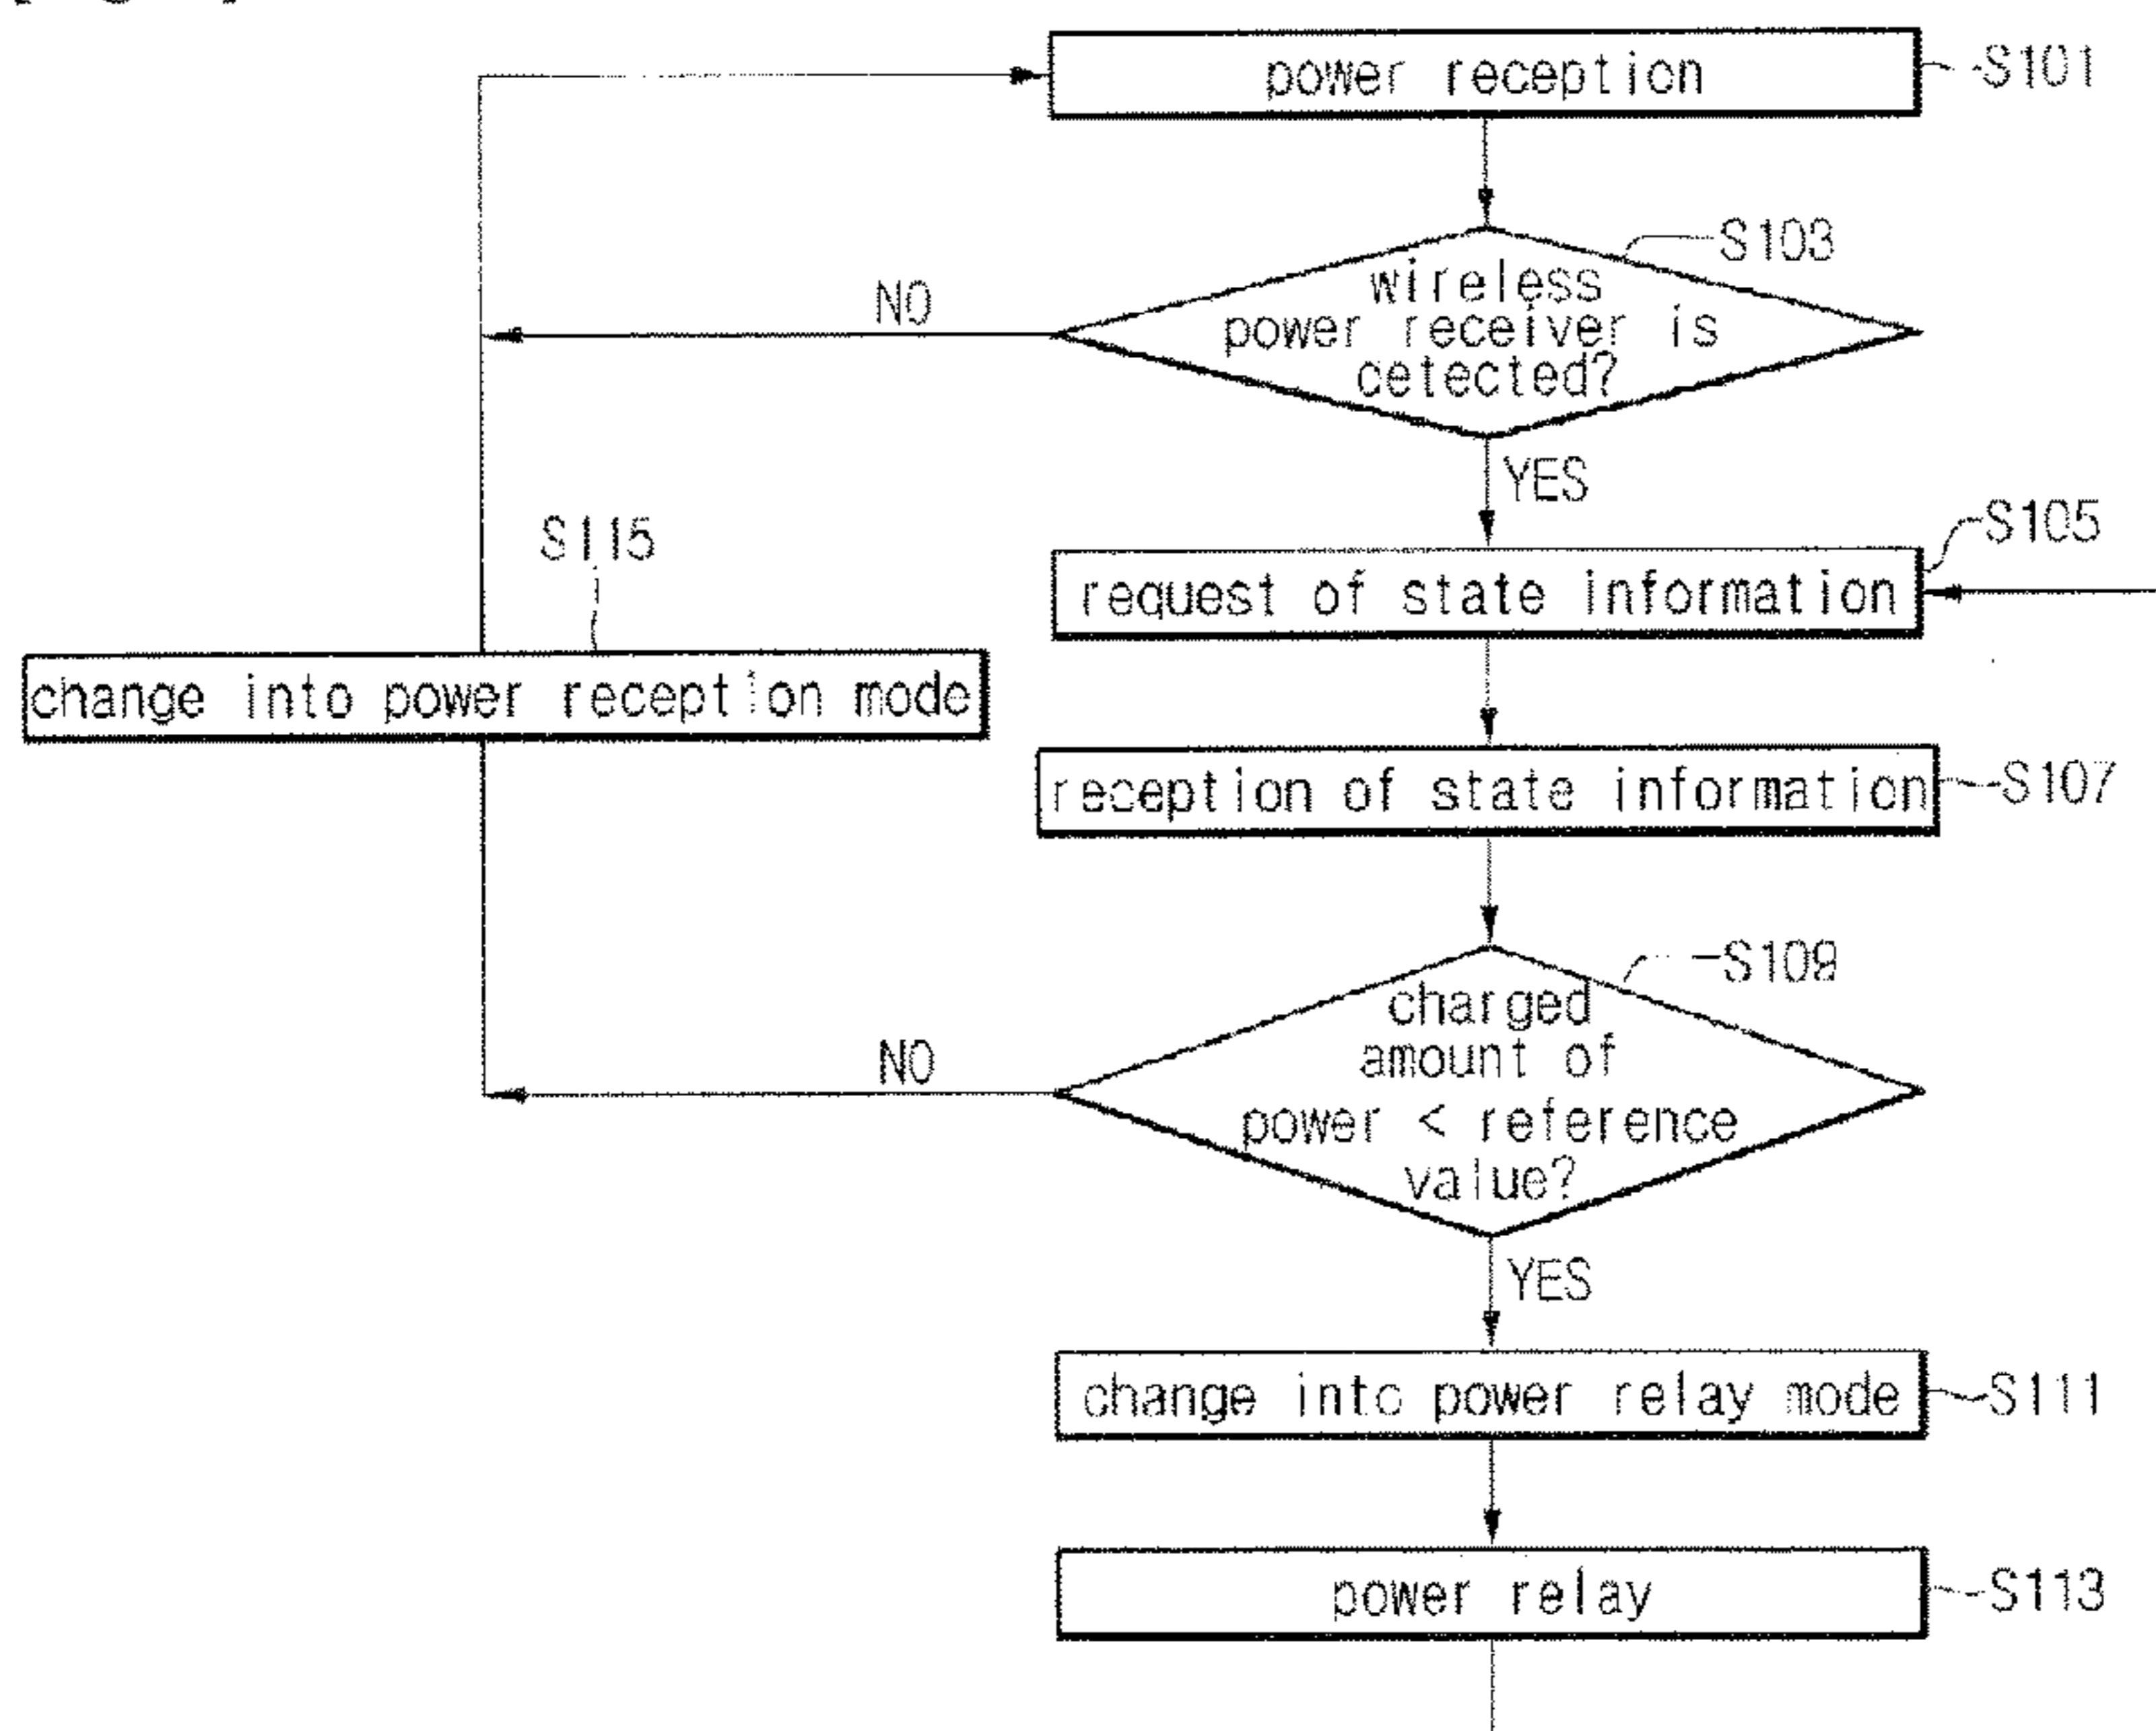 power reception
S101
S103
wireless
power receiver is
cetected?
NO
YES
S105
request of state information
S115
change into power reception mode
reception of state information
S107
S109
charged
amount of
power < reference
value?
NO
YES
change into power relay mode
S111
power relay
S113